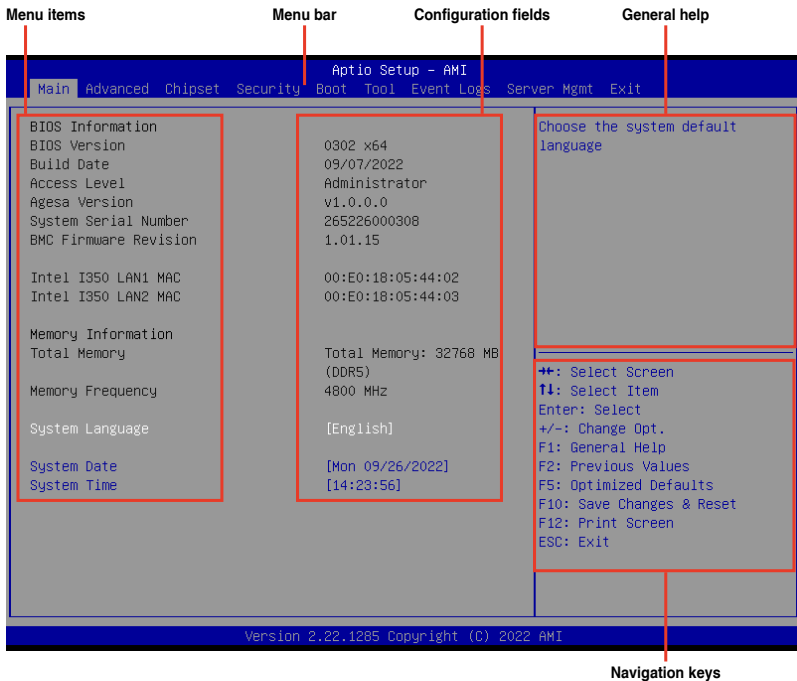 Menu items Menu bar Configuration fields General help
Aptio Setup – AMI
Main Advanced Chipset Security Boot Tool Event Logs Server Mgmt Exit
BIOS Information
BIOS Version 0302 x64
Build Date 09/07/2022
Access Level Administrator
Agesa Version v1.0.0.0
System Serial Number 265226000308
BMC Firmware Revision 1.01.15
Intel I350 LAN1 MAC 00:E0:18:05:44:02
Intel I350 LAN2 MAC 00:E0:18:05:44:03
Memory Information
Total Memory Total Memory: 32768 MB
(DDR5)
Memory Frequency 4800 MHz
System Language [English]
System Date [Mon 09/26/2022]
System Time [14:23:56]
Choose the system default
language
→←: Select Screen
↑↓: Select Item
Enter: Select
+/-: Change Opt.
F1: General Help
F2: Previous Values
F5: Optimized Defaults
F10: Save Changes & Reset
F12: Print Screen
ESC: Exit
Version 2.22.1285 Copyright (C) 2022 AMI
Navigation keys